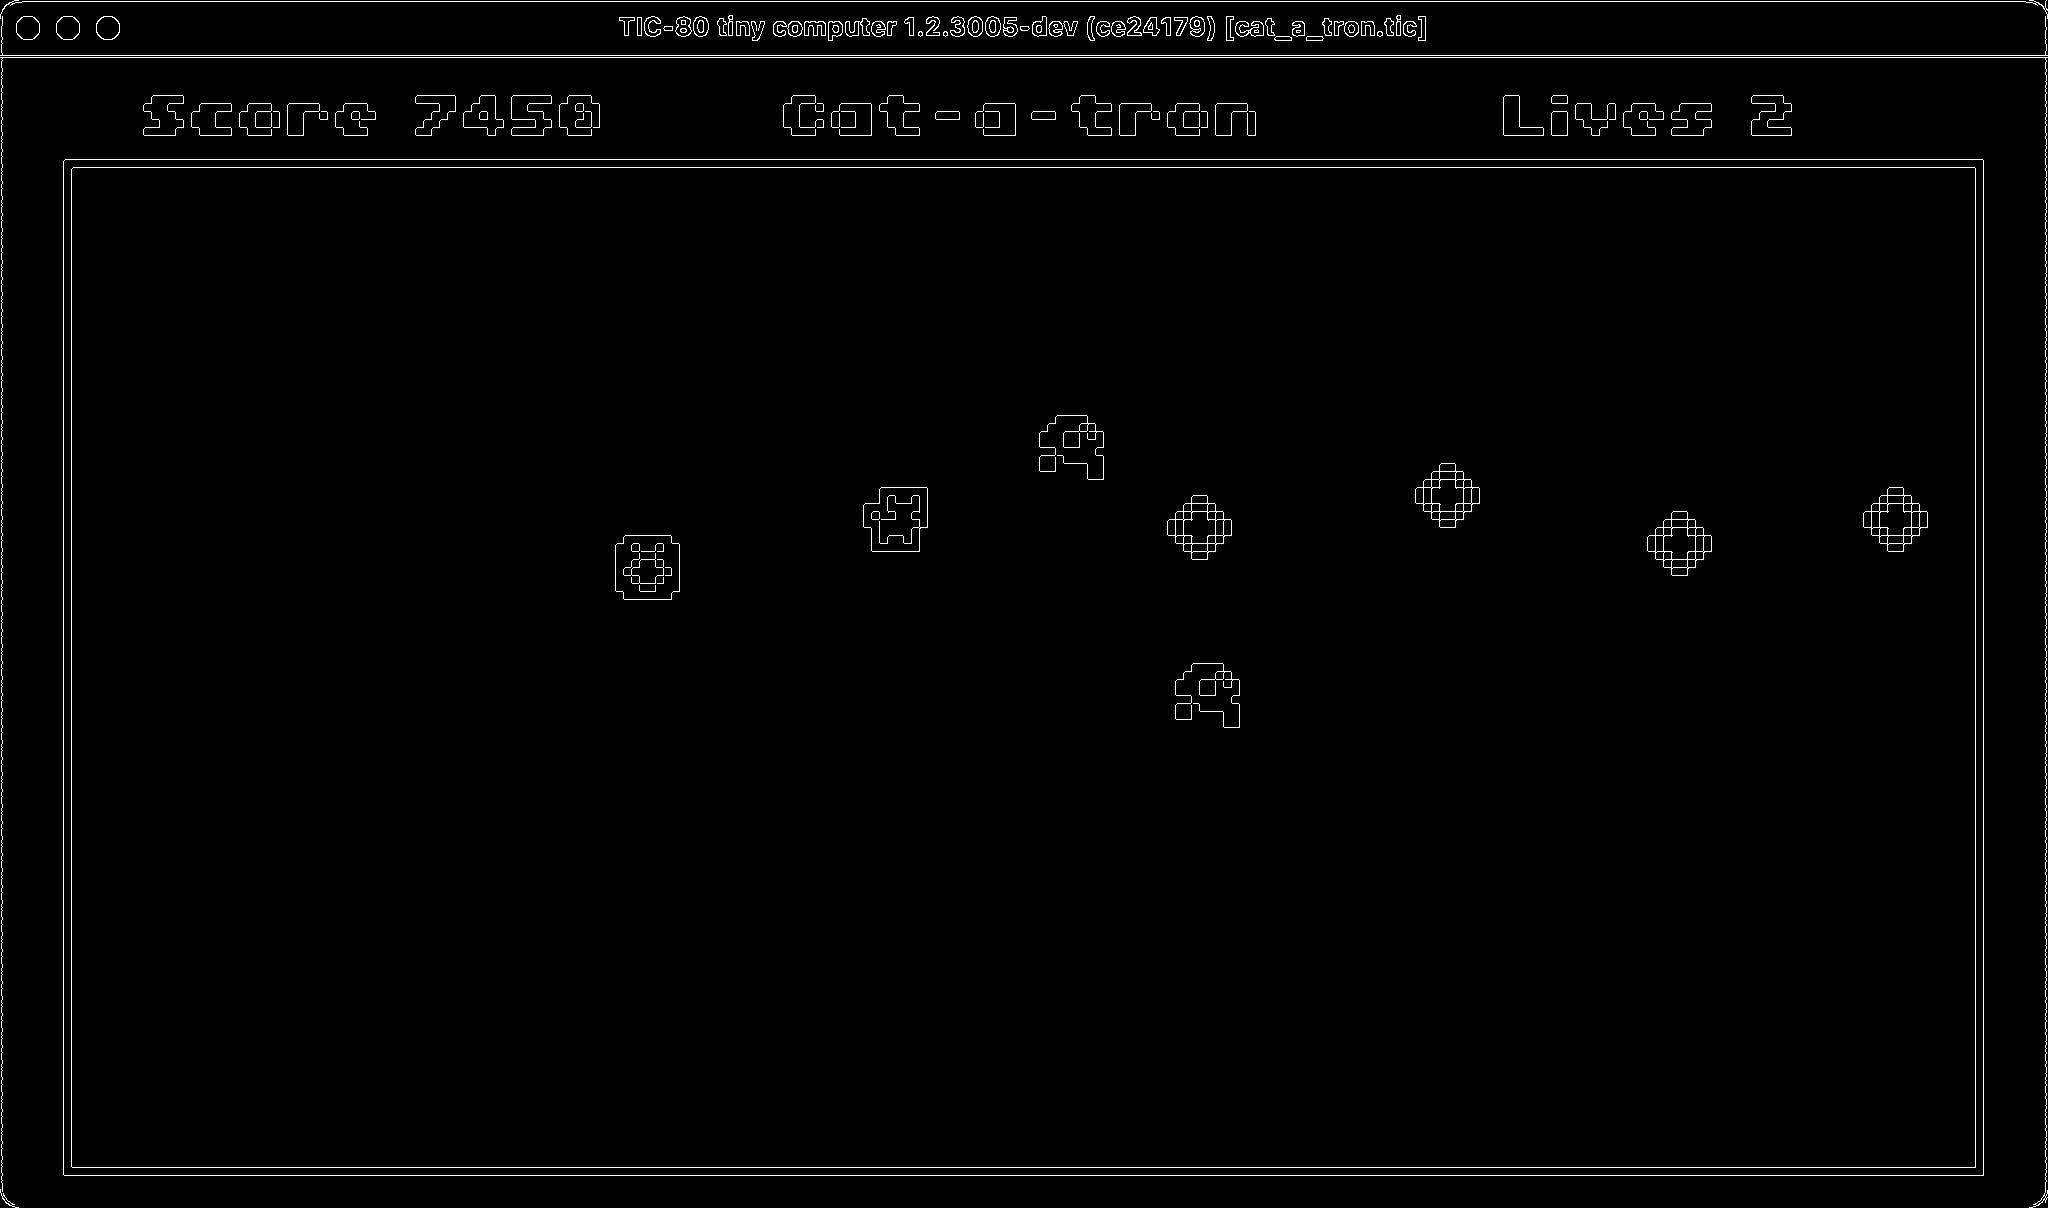 TIC-80 tiny computer 1.2.3005-dev (ce24179) [cat_a_tron.tic]
Score 7450 Cat-a-tron Lives 2